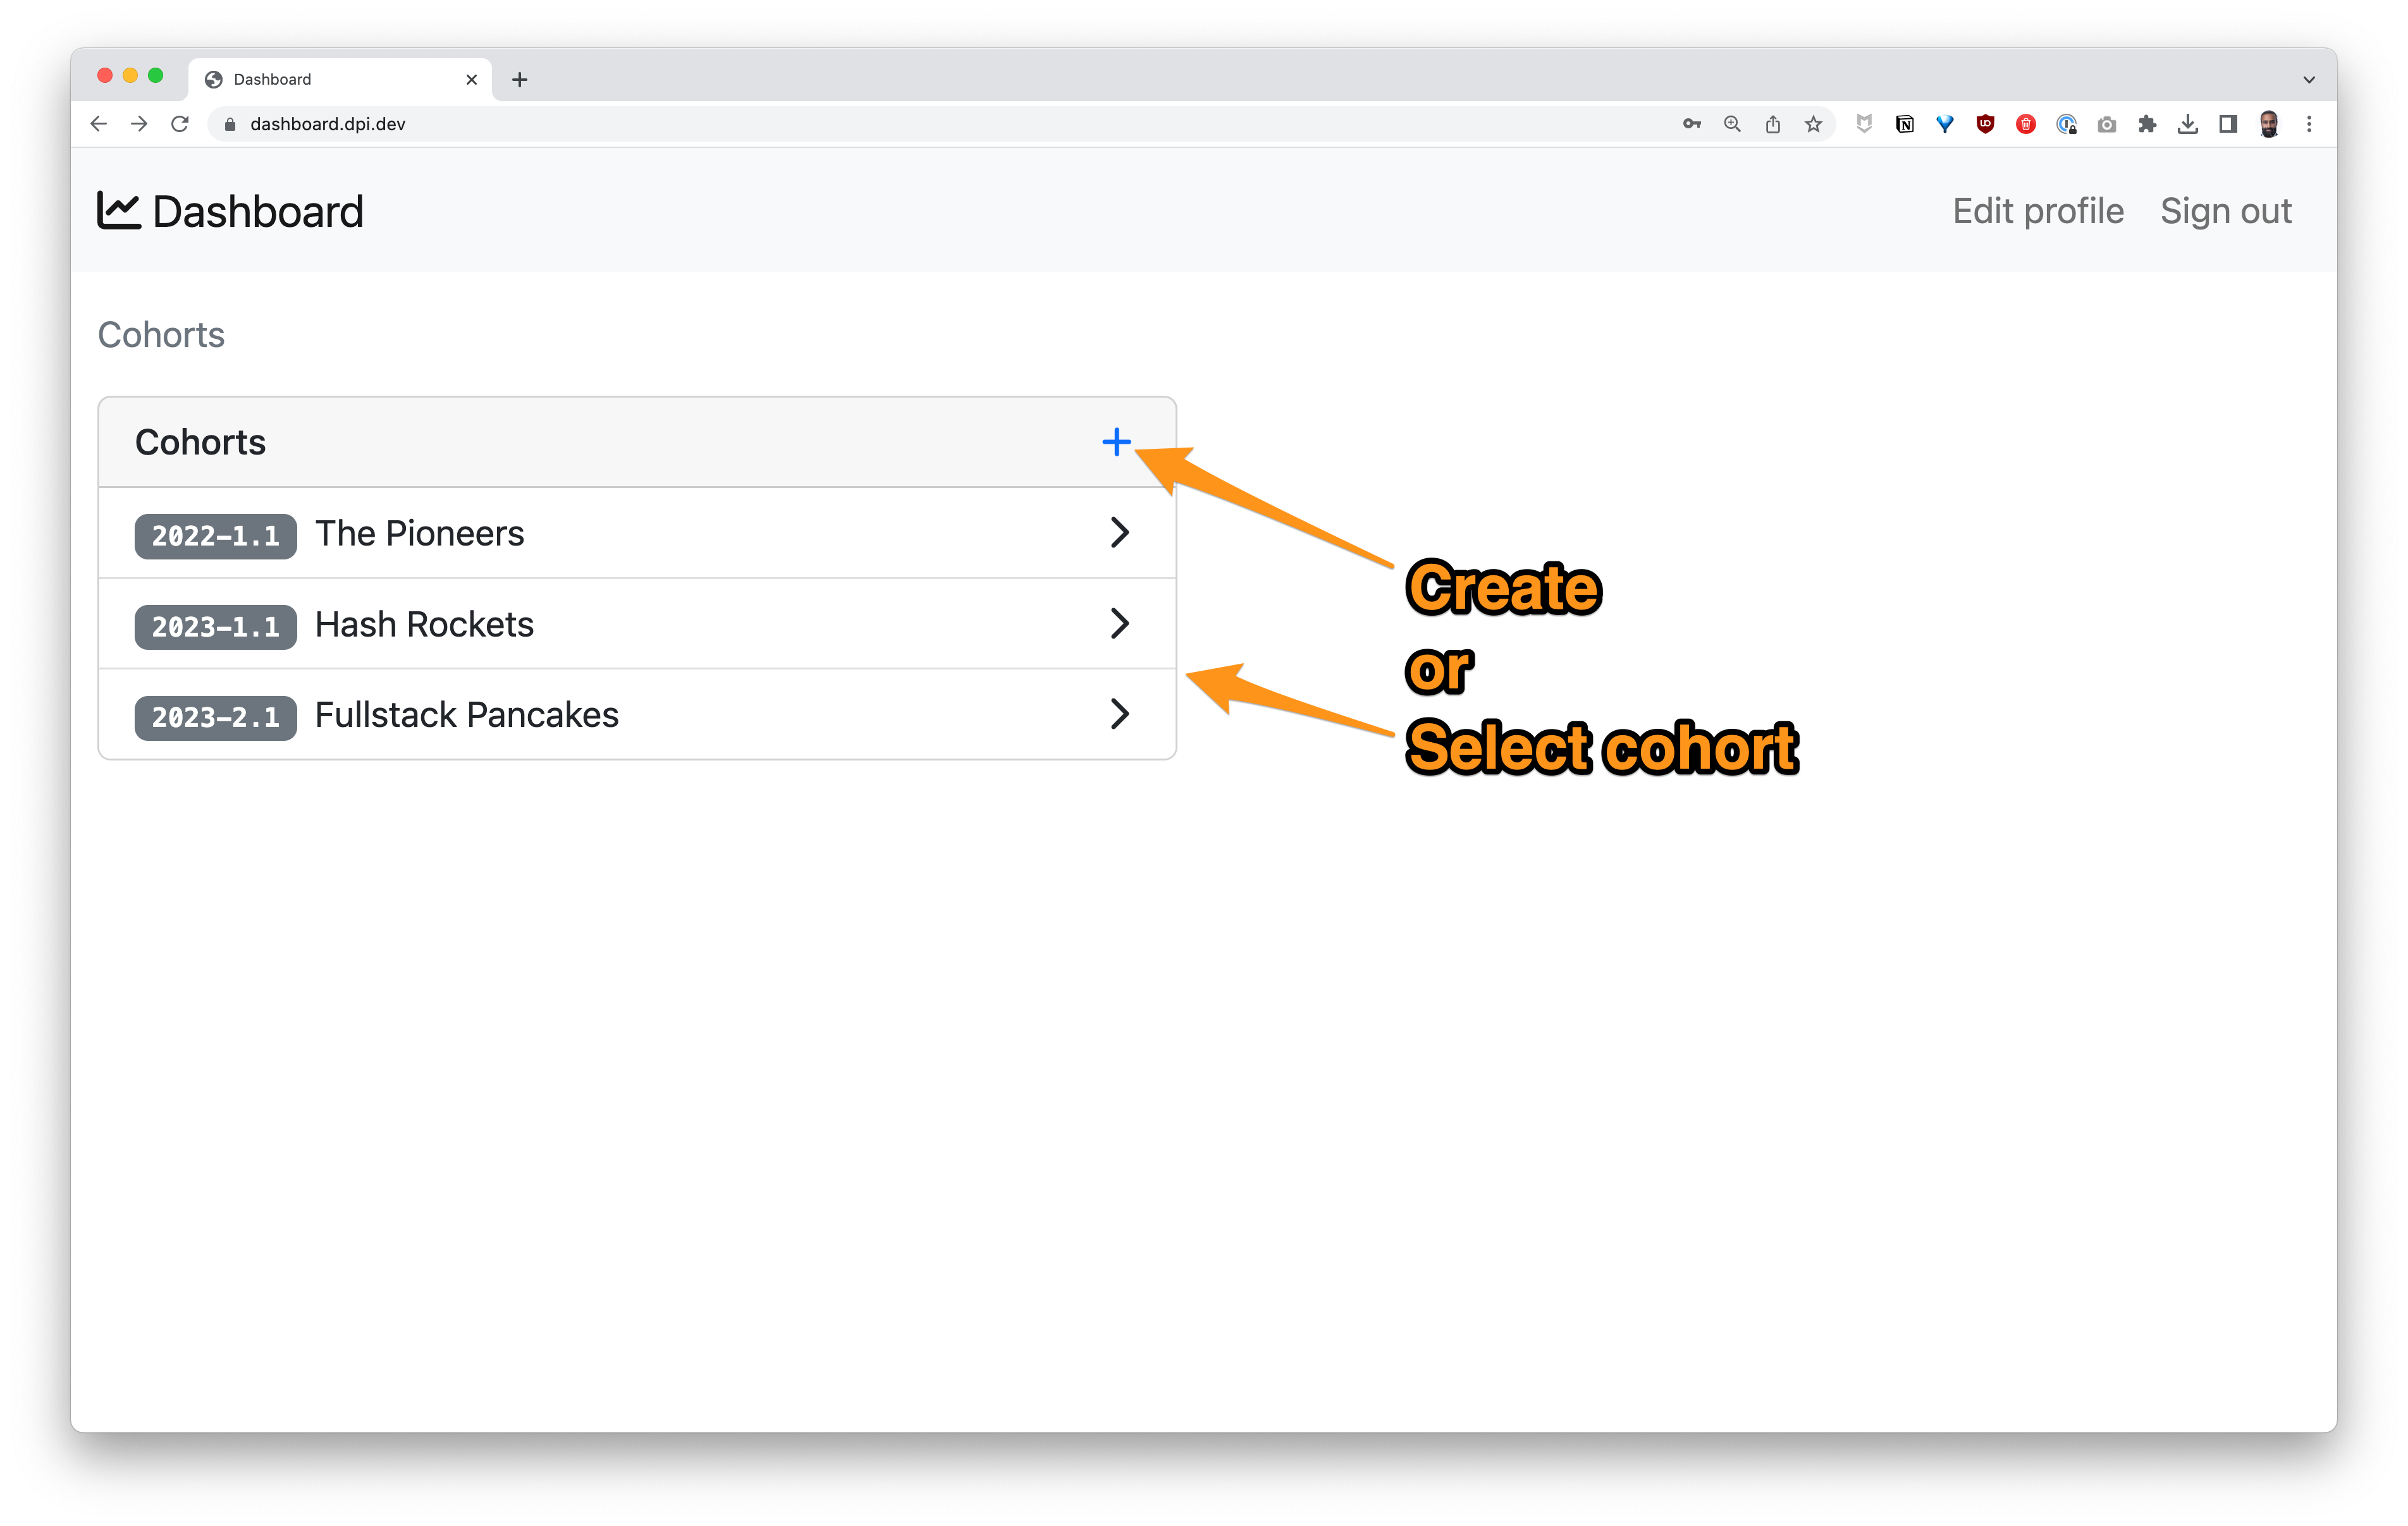 Dashboard
dashboard.dpi.dev
Dashboard
Edit profile Sign out
Cohorts
Cohorts
2022-1.1 The Pioneers
2023-1.1 Hash Rockets
2023-2.1 Fullstack Pancakes
Create
or
Select cohort